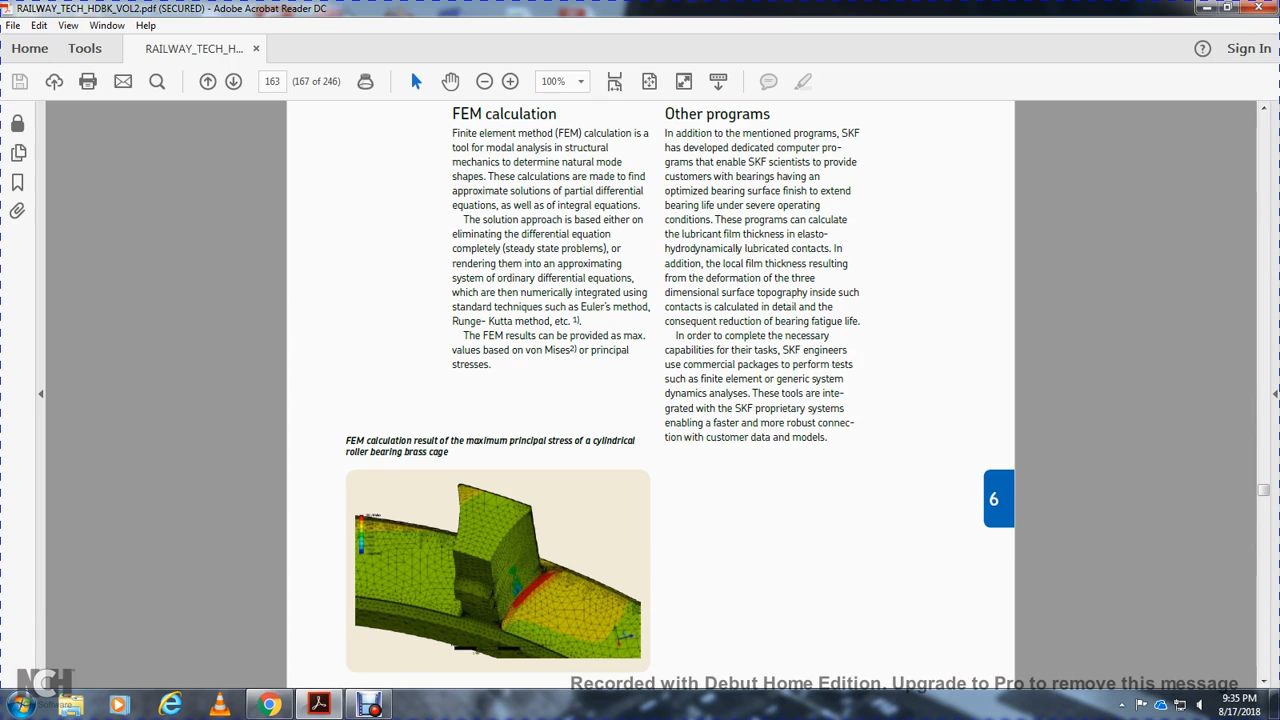 RAILWAY_TECH_HDBK_VOL2.pdf (SECURED) - Adobe Acrobat Reader DC
File Edit View Window Help
Home Tools RAILWAY_TECH_H... × Sign In
163 (167 of 246) 100%
FEM calculation
Finite element method (FEM) calculation is a
tool for modal analysis in structural
mechanics to determine natural mode
shapes. These calculations are made to find
approximate solutions of partial differential
equations, as well as of integral equations.
The solution approach is based either on
eliminating the differential equation
completely (steady state problems), or
rendering them into an approximating
system of ordinary differential equations,
which are then numerically integrated using
standard techniques such as Euler's method,
Runge- Kutta method, etc. 1).
The FEM results can be provided as max.
values based on von Mises2) or principal
stresses.
Other programs
In addition to the mentioned programs, SKF
has developed dedicated computer pro-
grams that enable SKF scientists to provide
customers with bearings having an
optimized bearing surface finish to extend
bearing life under severe operating
conditions. These programs can calculate
the lubricant film thickness in elasto-
hydrodynamically lubricated contacts. In
addition, the local film thickness resulting
from the deformation of the three
dimensional surface topography inside such
contacts is calculated in detail and the
consequent reduction of bearing fatigue life.
In order to complete the necessary
capabilities for their tasks, SKF engineers
use commercial packages to perform tests
such as finite element or generic system
dynamics analyses. These tools are inte-
grated with the SKF proprietary systems
enabling a faster and more robust connec-
tion with customer data and models.
FEM calculation result of the maximum principal stress of a cylindrical
roller bearing brass cage
6
NCH
Software
Recorded with Debut Home Edition. Upgrade to Pro to remove this message
9:35 PM
8/17/2018